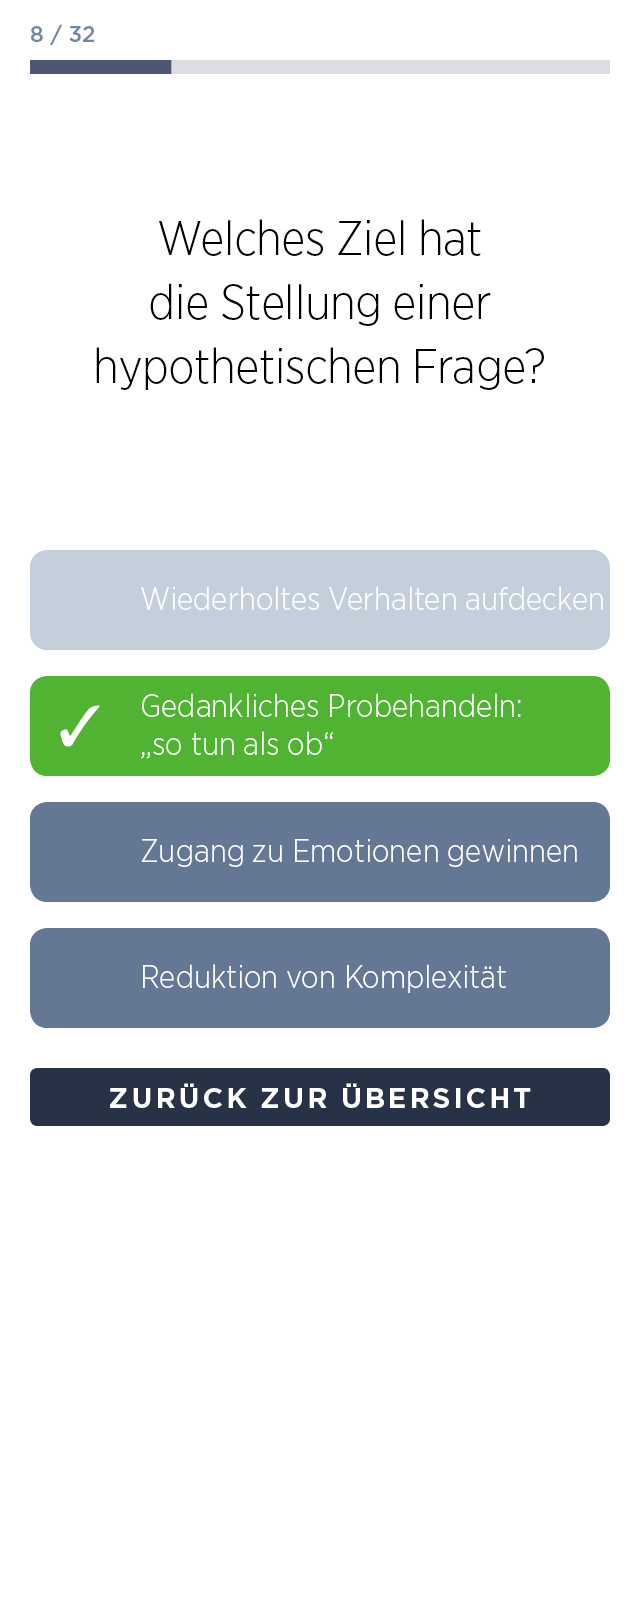 8 / 32
Welches Ziel hat
die Stellung einer
hypothetischen Frage?
Wiederholtes Verhalten aufdecken
✓ Gedankliches Probehandeln:
„so tun als ob“
Zugang zu Emotionen gewinnen
Reduktion von Komplexität
ZURÜCK ZUR ÜBERSICHT